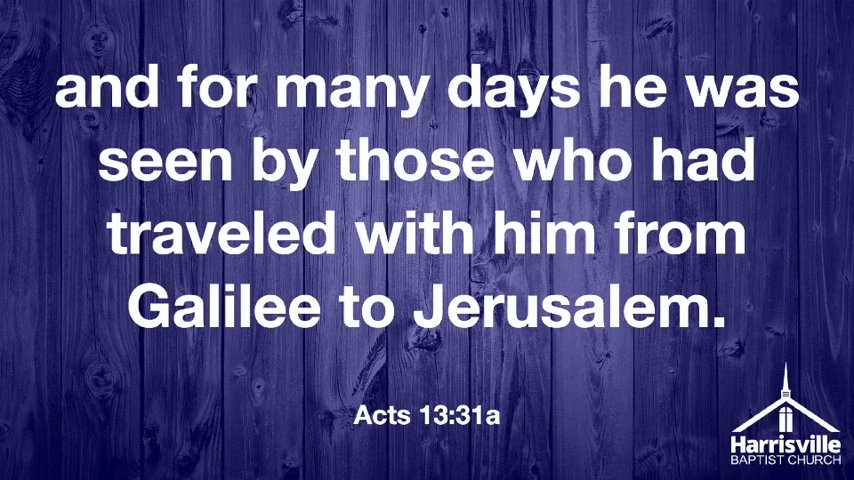 and for many days he was
seen by those who had
traveled with him from
Galilee to Jerusalem.
Acts 13:31a
Harrisville
BAPTIST CHURCH